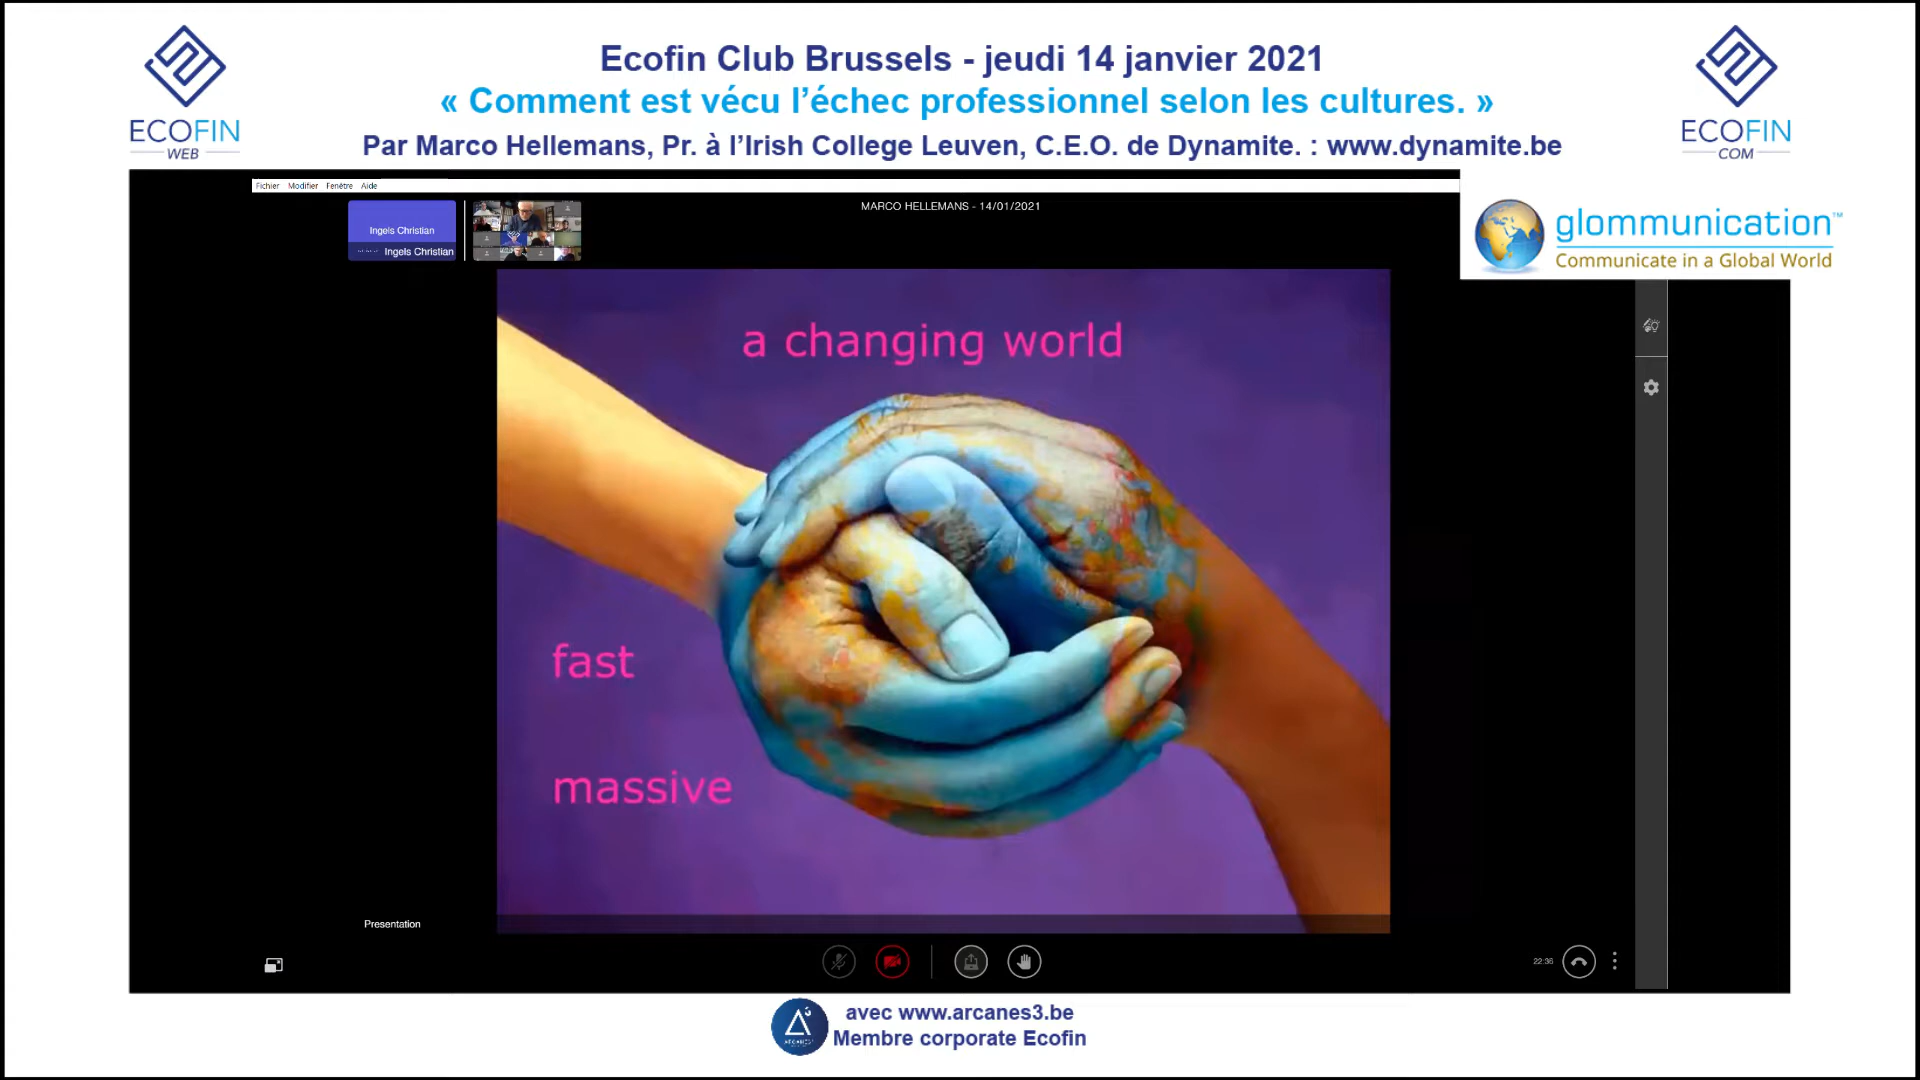 Ecofin Club Brussels - jeudi 14 janvier 2021
« Comment est vécu l’échec professionnel selon les cultures. »
Par Marco Hellemans, Pr. à l’Irish College Leuven, C.E.O. de Dynamite. : www.dynamite.be
ECOFIN
WEB
ECOFIN
COM
Fichier Modifier Fenêtre Aide
MARCO HELLEMANS - 14/01/2021
Ingels Christian
Ingels Christian
glommunication™
Communicate in a Global World
a changing world
fast
massive
Presentation
22:36
avec www.arcanes3.be
Membre corporate Ecofin